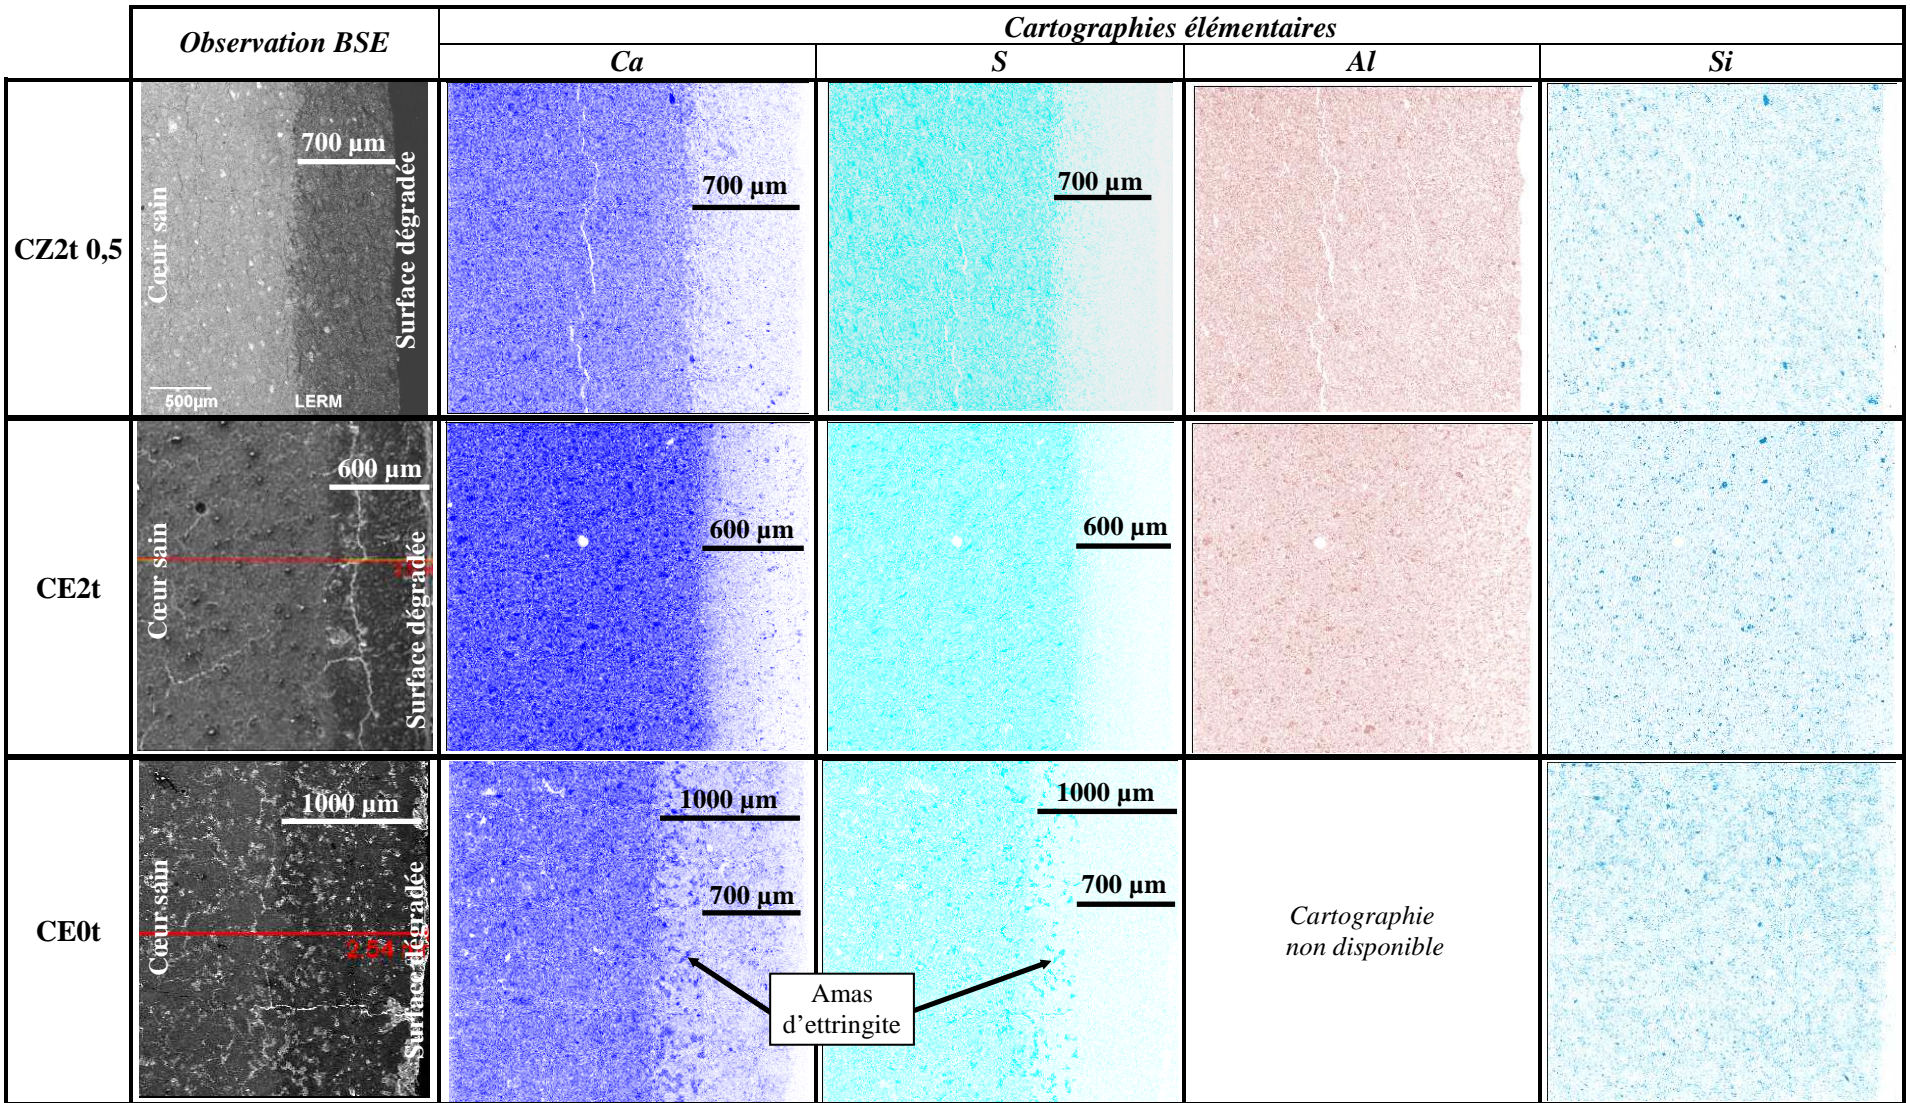 Observation BSE
Cartographies élémentaires
Ca
S
Al
Si
CZ2t 0,5
Cœur sain
700 µm
Surface dégradée
500µm
LERM
700 µm
700 µm
CE2t
Cœur sain
600 µm
Surface dégradée
600 µm
600 µm
CE0t
Cœur sain
1000 µm
2.54
Surface dégradée
1000 µm
700 µm
1000 µm
700 µm
Amas
d'ettringite
Cartographie
non disponible